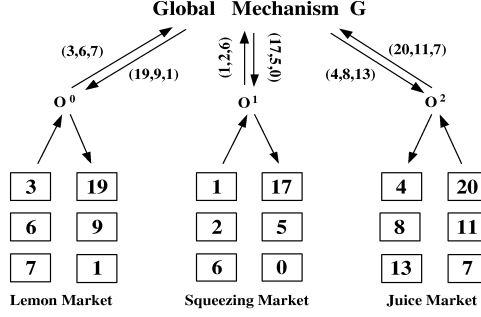 Global Mechanism G
(3,6,7)
(19,9,1)
(1,2,6)
(17,5,0)
(4,8,13)
(20,11,7)
O⁰ O¹ O²
3 19 1 17 4 20
6 9 2 5 8 11
7 1 6 0 13 7
Lemon Market Squeezing Market Juice Market